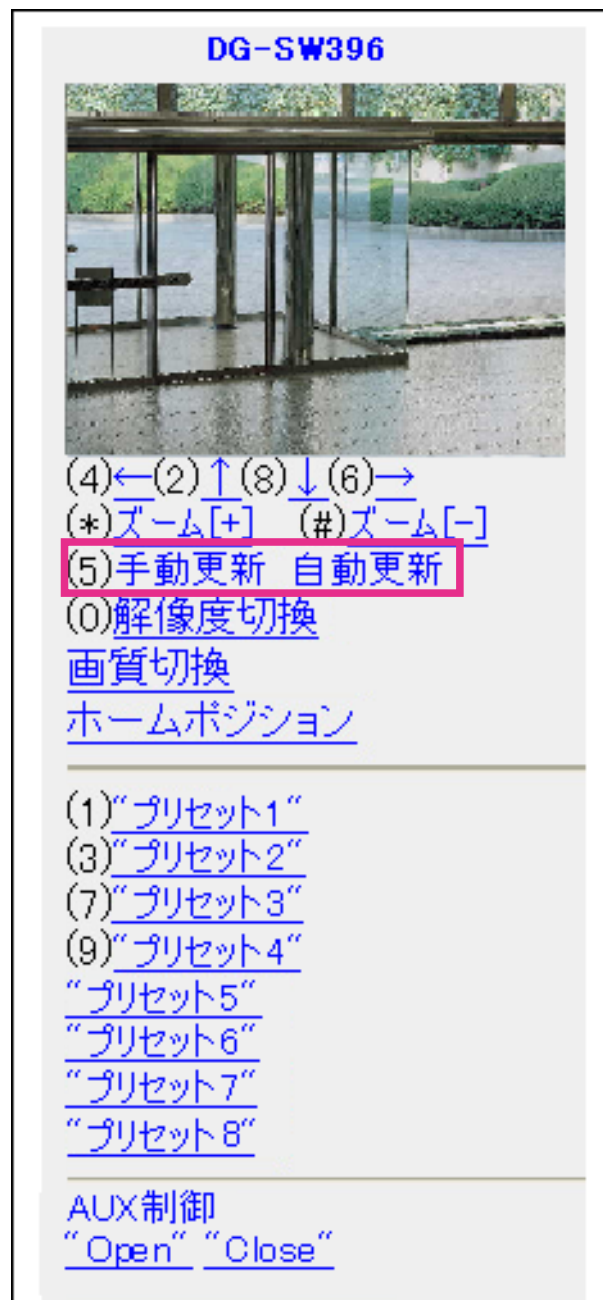 DG-SW396
(4)←(2)↑(8)↓(6)→
(*)ズーム[+] (#)ズーム[-]
(5)手動更新 自動更新
(0)解像度切換
画質切換
ホームポジション
(1)"プリセット1"
(3)"プリセット2"
(7)"プリセット3"
(9)"プリセット4"
"プリセット5"
"プリセット6"
"プリセット7"
"プリセット8"
AUX制御
"Open" "Close"